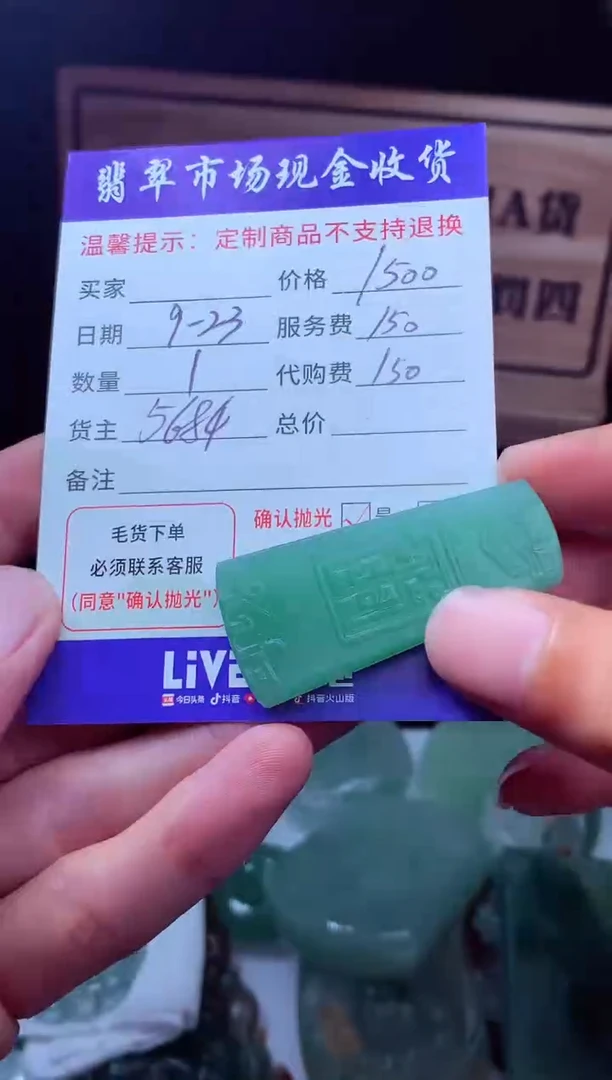 翡翠市场现金收货
温馨提示：定制商品不支持退换
买家 价格 1500
日期 9-23 服务费 150
数量 1 代购费 150
货主 5684 总价
备注
确认抛光 是
毛货下单
必须联系客服
(同意"确认抛光")
LiVE
今日头条 抖音 抖音火山版
A货